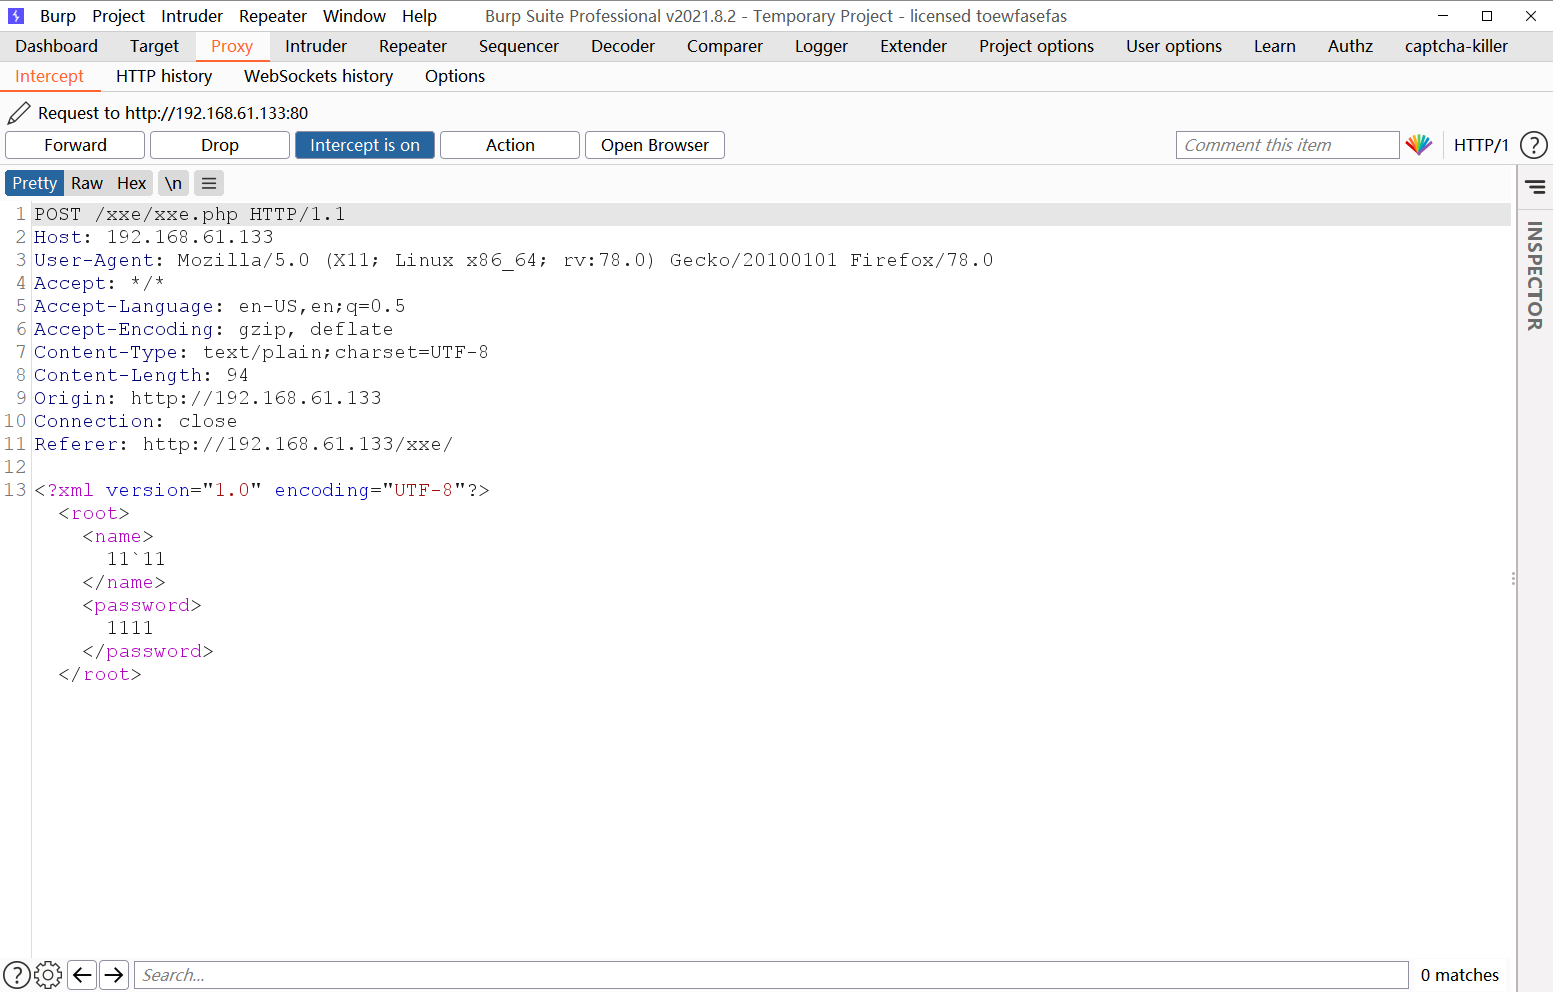 Burp Project Intruder Repeater Window Help Burp Suite Professional v2021.8.2 - Temporary Project - licensed toewfasefas
Dashboard Target Proxy Intruder Repeater Sequencer Decoder Comparer Logger Extender Project options User options Learn Authz captcha-killer
Intercept HTTP history WebSockets history Options
Request to http://192.168.61.133:80
Forward Drop Intercept is on Action Open Browser Comment this item HTTP/1 ?
Pretty Raw Hex \n
INSPECTOR
1 POST /xxe/xxe.php HTTP/1.1
2 Host: 192.168.61.133
3 User-Agent: Mozilla/5.0 (X11; Linux x86_64; rv:78.0) Gecko/20100101 Firefox/78.0
4 Accept: */*
5 Accept-Language: en-US,en;q=0.5
6 Accept-Encoding: gzip, deflate
7 Content-Type: text/plain;charset=UTF-8
8 Content-Length: 94
9 Origin: http://192.168.61.133
10 Connection: close
11 Referer: http://192.168.61.133/xxe/
12
13 <?xml version="1.0" encoding="UTF-8"?>
<root>
<name>
11`11
</name>
<password>
1111
</password>
</root>
? Search... 0 matches